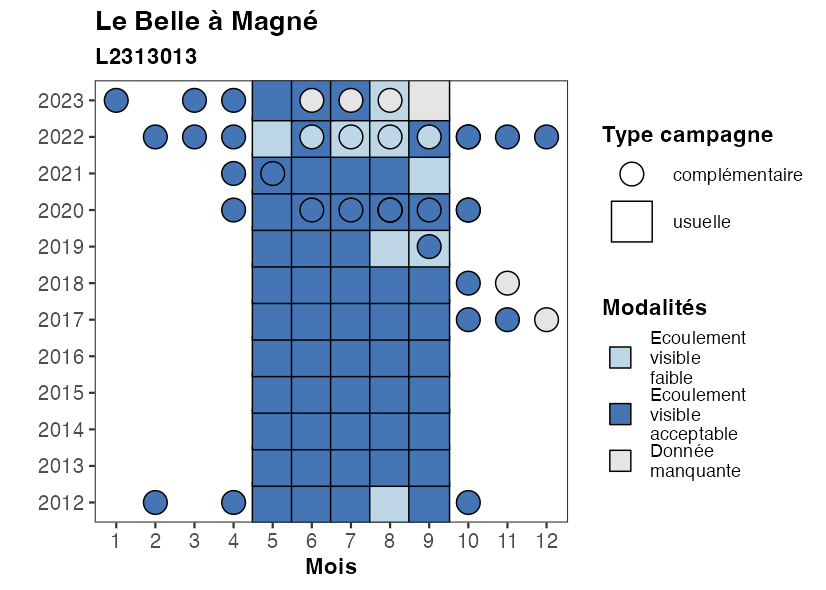 Le Belle à Magné
L2313013
2023
2022
2021
2020
2019
2018
2017
2016
2015
2014
2013
2012
1 2 3 4 5 6 7 8 9 10 11 12
Mois
Type campagne
complémentaire
usuelle
Modalités
Ecoulement
visible
faible
Ecoulement
visible
acceptable
Donnée
manquante